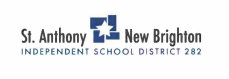 St. Anthony New Brighton
INDEPENDENT SCHOOL DISTRICT 282